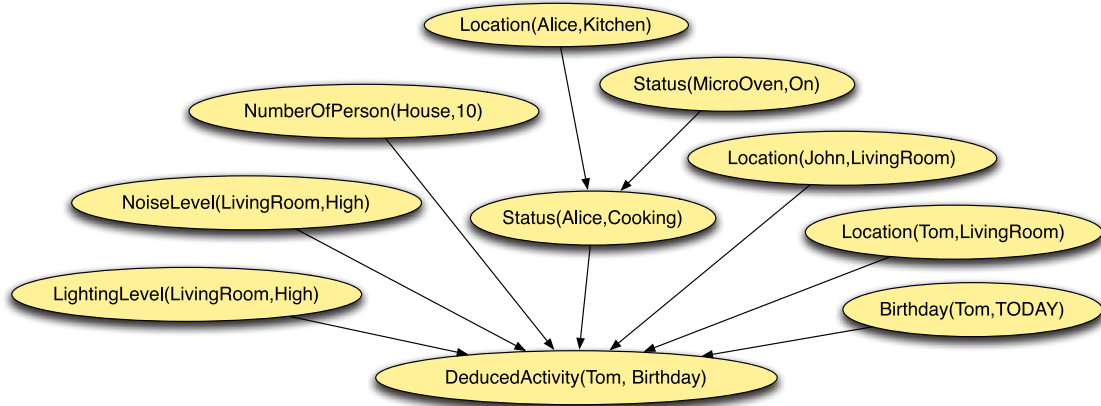 Location(Alice,Kitchen)
Status(MicroOven,On)
NumberOfPerson(House,10)
Location(John,LivingRoom)
NoiseLevel(LivingRoom,High)
Status(Alice,Cooking)
Location(Tom,LivingRoom)
LightingLevel(LivingRoom,High)
Birthday(Tom,TODAY)
DeducedActivity(Tom, Birthday)